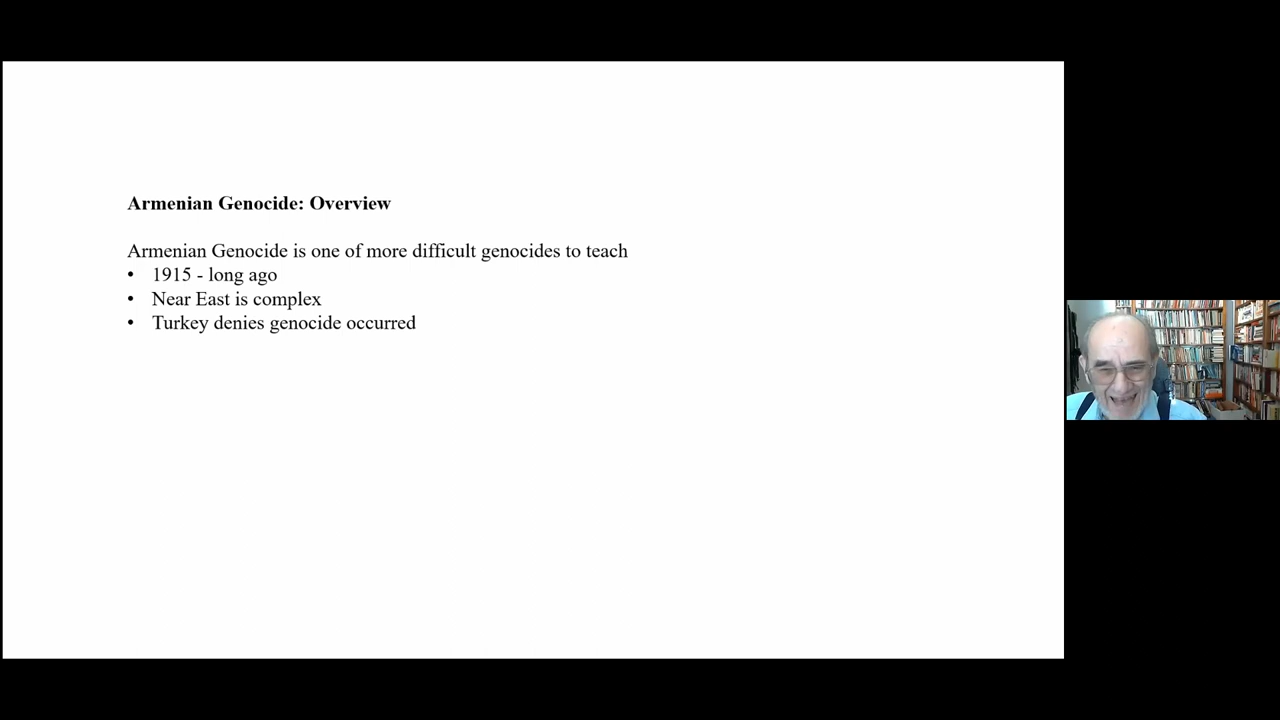 Armenian Genocide: Overview
Armenian Genocide is one of more difficult genocides to teach
• 1915 - long ago
• Near East is complex
• Turkey denies genocide occurred